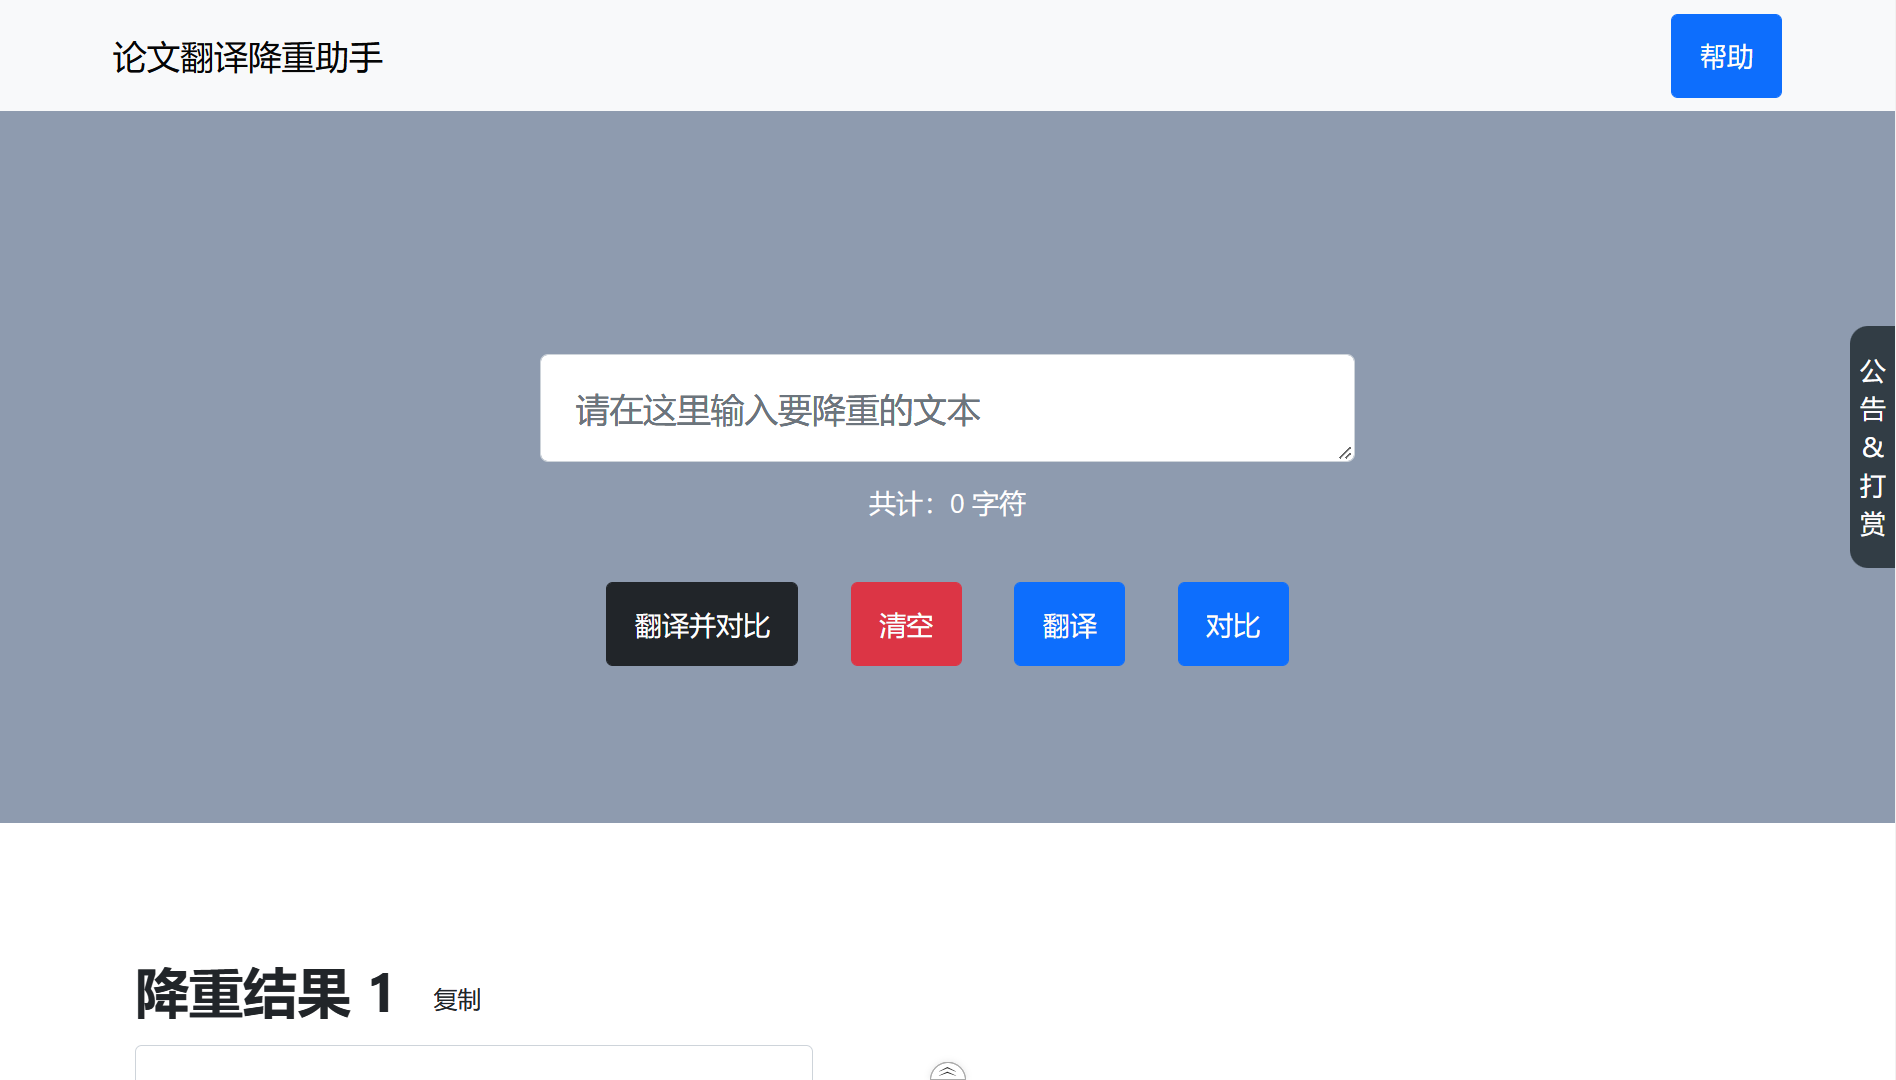 论文翻译降重助手
帮助
请在这里输入要降重的文本
共计：0 字符
翻译并对比
清空
翻译
对比
公
告
&
打
赏
降重结果 1
复制